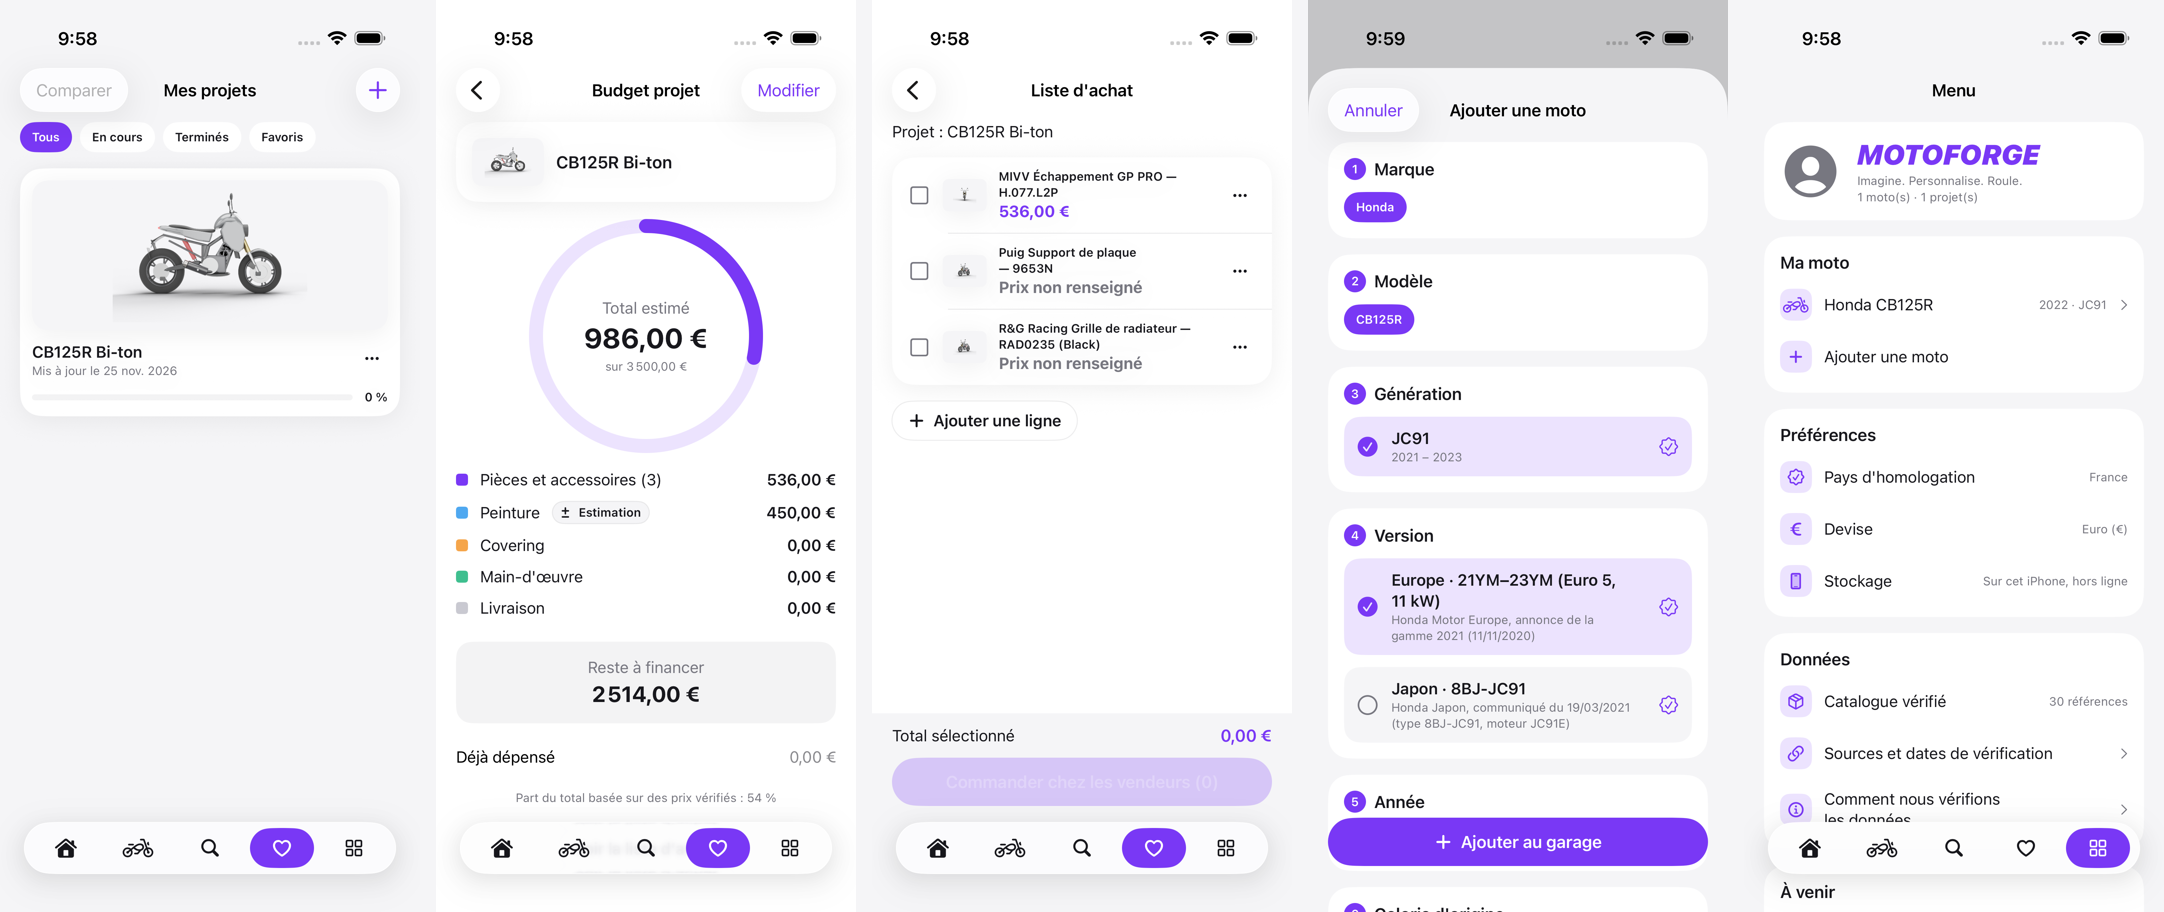 9:58
Comparer
Mes projets
Tous
En cours
Terminés
Favoris
CB125R Bi-ton
Mis à jour le 25 nov. 2026
0 %
9:58
Budget projet
Modifier
CB125R Bi-ton
Total estimé
986,00 €
sur 3 500,00 €
Pièces et accessoires (3)
536,00 €
Peinture
± Estimation
450,00 €
Covering
0,00 €
Main-d'œuvre
0,00 €
Livraison
0,00 €
Reste à financer
2 514,00 €
Déjà dépensé
0,00 €
Part du total basée sur des prix vérifiés : 54 %
9:58
Liste d'achat
Projet : CB125R Bi-ton
MIVV Échappement GP PRO —
H.077.L2P
536,00 €
Puig Support de plaque
— 9653N
Prix non renseigné
R&G Racing Grille de radiateur —
RAD0235 (Black)
Prix non renseigné
+ Ajouter une ligne
Total sélectionné
0,00 €
Commander chez les vendeurs (0)
9:59
Annuler
Ajouter une moto
1 Marque
Honda
2 Modèle
CB125R
3 Génération
JC91
2021 – 2023
4 Version
Europe · 21YM–23YM (Euro 5,
11 kW)
Honda Motor Europe, annonce de la
gamme 2021 (11/11/2020)
Japon · 8BJ-JC91
Honda Japon, communiqué du 19/03/2021
(type 8BJ-JC91, moteur JC91E)
5 Année
+ Ajouter au garage
9:58
Menu
MOTOFORGE
Imagine. Personnalise. Roule.
1 moto(s) · 1 projet(s)
Ma moto
Honda CB125R
2022 · JC91
Ajouter une moto
Préférences
Pays d'homologation
France
Devise
Euro (€)
Stockage
Sur cet iPhone, hors ligne
Données
Catalogue vérifié
30 références
Sources et dates de vérification
Comment nous vérifions
les données
À venir